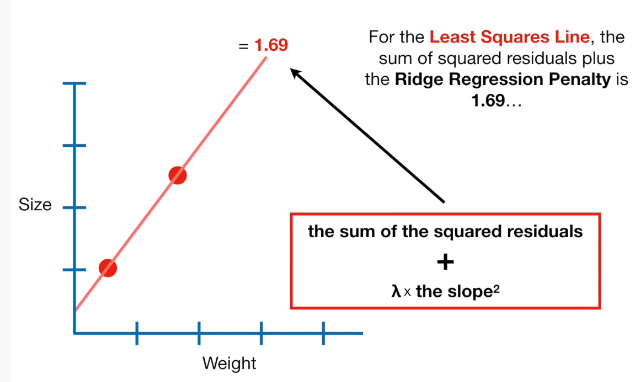 = 1.69
For the Least Squares Line, the
sum of squared residuals plus
the Ridge Regression Penalty is
1.69...
Size
the sum of the squared residuals
+
λ x the slope²
Weight